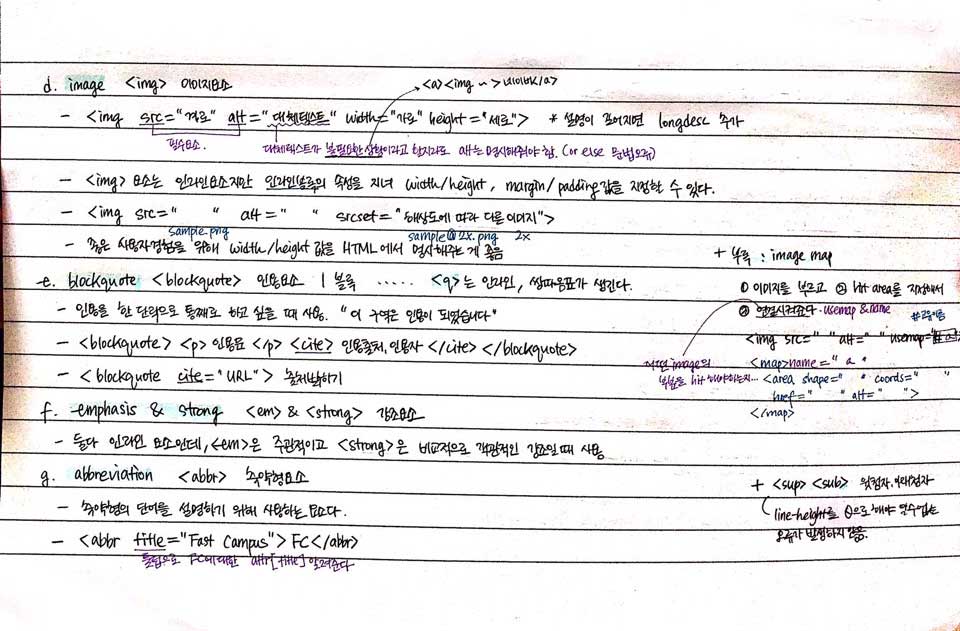 d. image <img> 이미지요소
<a><img ~> 네이버</a>
- <img src="경로" alt="대체텍스트" width="가로" height="세로"> * 설명이 길어지면 longdesc 추가
필수요소.
대체텍스트가 불필요한 상황이라고 할지라도 alt는 명시해줘야 함. (or else 문법오류)
- <img> 요소는 인라인요소지만 인라인블록의 속성을 지녀 width/height, margin/padding 값을 지정할 수 있다.
- <img src=" " alt=" " srcset="해상도에 따라 다른 이미지">
sample.png sample@2x.png 2x
- 좋은 사용자경험을 위해 width/height 값을 HTML에서 명시해주는 게 좋음
e. blockquote <blockquote> 인용요소 | 블록 ..... <q>는 인라인, 쌍따옴표가 생긴다.
- 인용을 한 단락으로 통째로 하고 싶을 때 사용. "이 구역은 인용이 되었습니다"
- <blockquote> <p> 인용문 </p> <cite> 인용출처, 인용자 </cite> </blockquote>
- <blockquote cite="URL"> 출처밝히기
f. emphasis & strong <em> & <strong> 강조요소
- 둘다 인라인 요소인데, <em>은 주관적이고 <strong>은 비교적으로 객관적인 강조일 때 사용
g. abbreviation <abbr> 축약형요소
- 축약형의 단어를 설명하기 위해 사용하는 요소다.
- <abbr title="Fast Campus"> FC</abbr>
툴팁으로 FC에 대한 attr[title] 알려준다
+ 부록 : image map
① 이미지를 부르고 ② hit area를 지정해서
③ 연결시켜준다 · usemap & name
<img src=" " alt=" " usemap="#a">
어떤 image의
부분을 hit 해야하는지...
<map> name=" a "
<area shape=" " coords=" "
href=" " alt=" ">
</map>
+ <sup> <sub> 윗첨자, 아래첨자
line-height를 0으로 해야 알수없는
오류가 발생하지 않음.